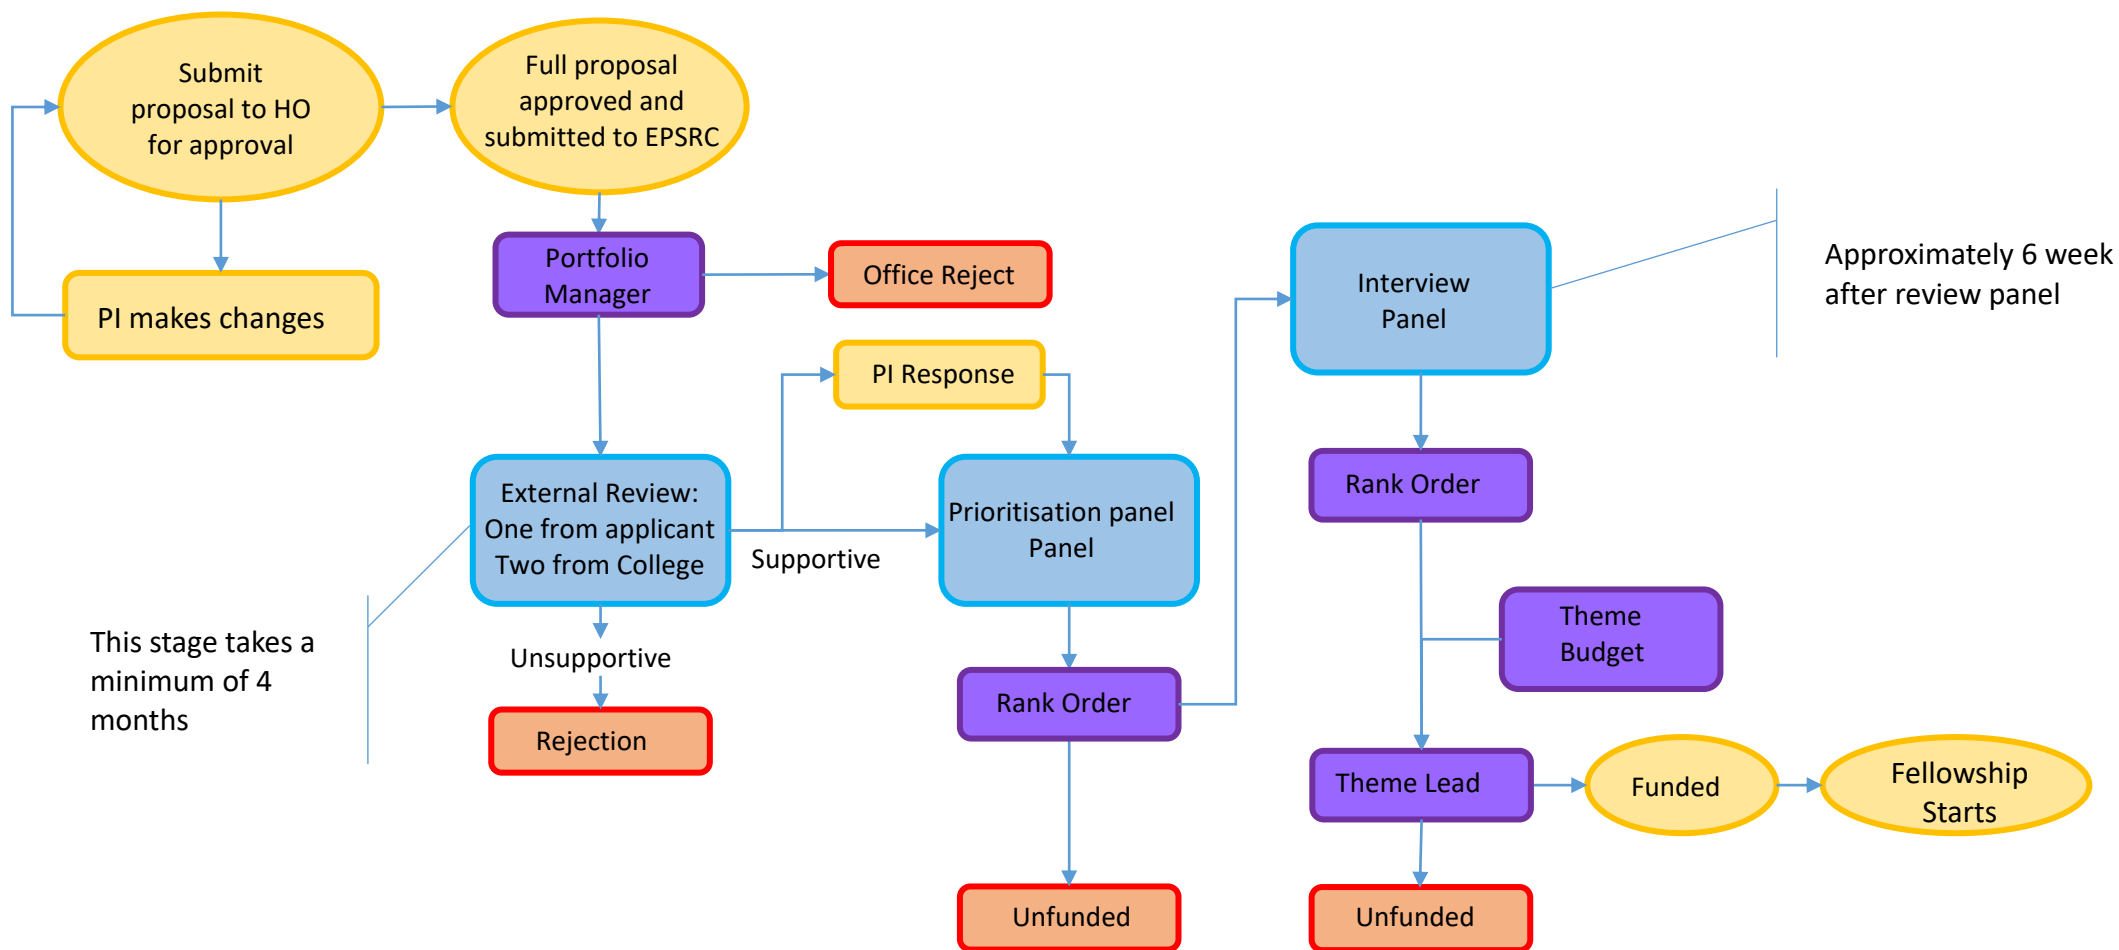 Submit
proposal to HO
for approval
Full proposal
approved and
submitted to EPSRC
PI makes changes
Portfolio
Manager
Office Reject
PI Response
External Review:
One from applicant
Two from College
Supportive
Unsupportive
Rejection
This stage takes a
minimum of 4
months
Prioritisation panel
Panel
Rank Order
Unfunded
Interview
Panel
Approximately 6 week
after review panel
Rank Order
Theme
Budget
Theme Lead
Funded
Fellowship
Starts
Unfunded